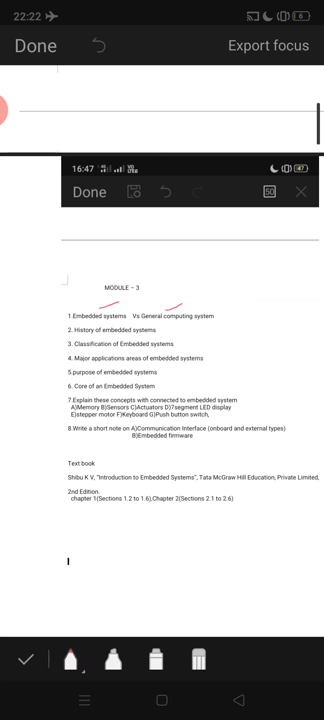 22:22 6
Done Export focus
16:47 4G VO LTE 47
Done 50
MODULE – 3
1.Embedded systems Vs General computing system
2. History of embedded systems
3. Classification of Embedded systems
4. Major applications areas of embedded systems
5.purpose of embedded systems
6. Core of an Embedded System
7.Explain these concepts with connected to embedded system
A)Memory B)Sensors C)Actuators D)7segment LED display
E)stepper motor F)Keyboard G)Push button switch,
8.Write a short note on A)Communication Interface (onboard and external types)
B)Embedded firmware
Text book
Shibu K V, "Introduction to Embedded Systems", Tata McGraw Hill Education, Private Limited,
2nd Edition.
chapter 1(Sections 1.2 to 1.6),Chapter 2(Sections 2.1 to 2.6)